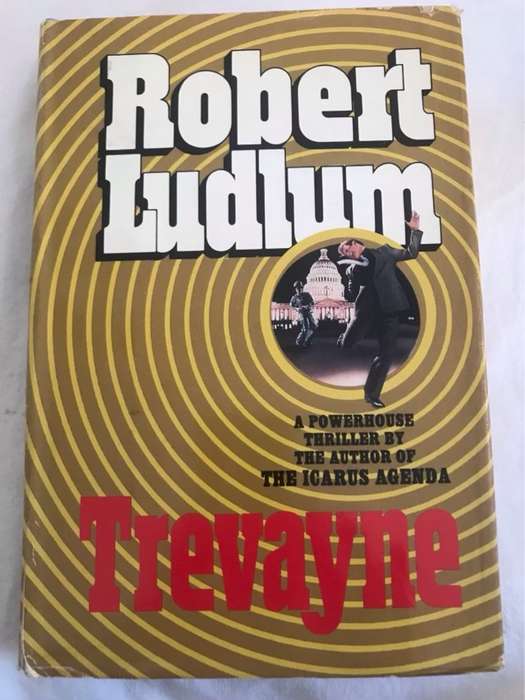 Robert
Ludlum
A POWERHOUSE
THRILLER BY
THE AUTHOR OF
THE ICARUS AGENDA
Trevayne